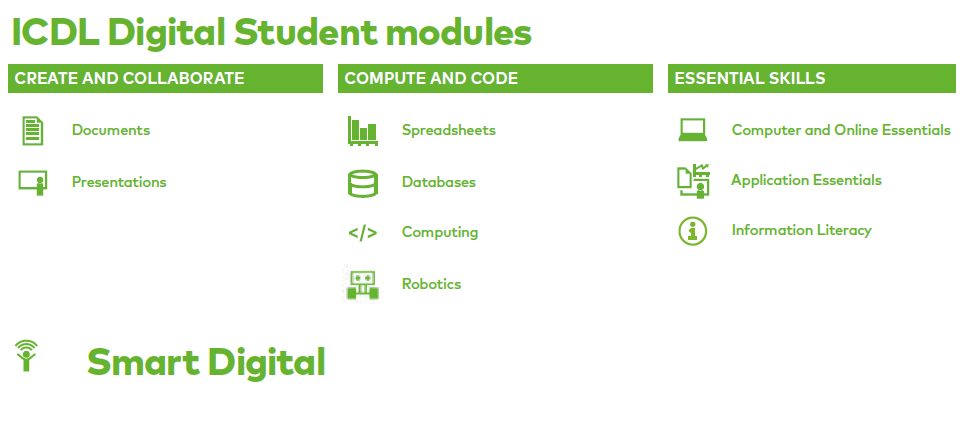 ICDL Digital Student modules
CREATE AND COLLABORATE
Documents
Presentations
COMPUTE AND CODE
Spreadsheets
Databases
</> Computing
Robotics
ESSENTIAL SKILLS
Computer and Online Essentials
Application Essentials
Information Literacy
Smart Digital